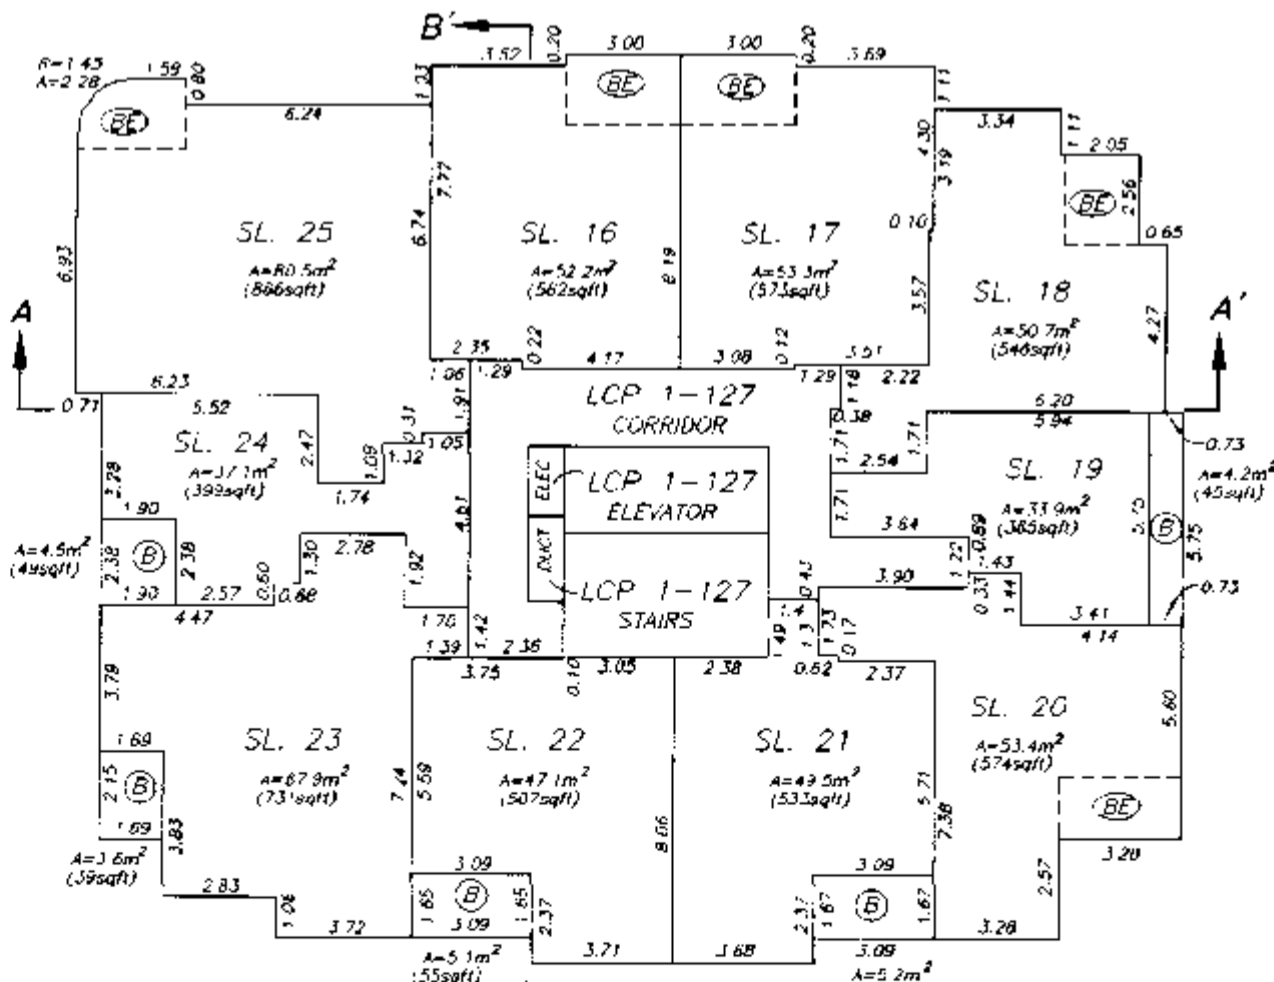 B'
3.52
0.20
3.00
3.00
0.20
3.69
R=1.45
A=2.28
1.59
0.80
BE
6.24
1.03
BE
BE
1.11
3.34
1.11
2.05
BE
2.56
0.65
4.30
3.19
0.10
7.77
6.74
6.93
8.19
3.57
4.27
SL. 25
A=80.5m²
(866sqft)
SL. 16
A=52.2m²
(562sqft)
SL. 17
A=53.3m²
(573sqft)
SL. 18
A=50.7m²
(546sqft)
A
A'
2.35
0.22
4.17
3.08
0.12
3.51
1.06
1.29
1.29
2.22
1.18
0.38
0.71
6.23
5.52
1.91
0.31
1.05
1.32
1.09
1.74
2.47
LCP 1-127
CORRIDOR
6.20
5.94
0.73
1.71
1.71
2.54
1.71
SL. 24
A=37.1m²
(399sqft)
1.90
2.38
2.38
B
A=4.5m²
(49sqft)
1.90
2.57
4.47
0.60
0.68
1.30
2.78
1.92
1.70
4.61
ELEC
LCP 1-127
ELEVATOR
DUCT
LCP 1-127
STAIRS
SL. 19
A=33.9m²
(365sqft)
5.75
B
5.75
A=4.2m²
(45sqft)
3.64
0.89
1.22
1.43
0.33
1.44
3.90
0.43
3.41
4.14
0.73
1.42
1.39
2.36
3.75
0.10
3.05
2.38
1.49
1.73
0.17
0.62
2.37
3.79
1.69
2.15
B
1.69
3.83
A=3.6m²
(39sqft)
SL. 23
A=67.9m²
(731sqft)
7.44
5.59
SL. 22
A=47.1m²
(507sqft)
8.66
SL. 21
A=49.5m²
(533sqft)
5.71
7.38
SL. 20
A=53.4m²
(574sqft)
5.60
BE
3.28
2.57
2.83
1.06
3.72
3.09
1.65
B
1.65
3.09
2.37
3.71
A=5.1m²
(55sqft)
3.68
2.37
3.09
1.67
B
1.67
3.09
A=5.2m²
3.28